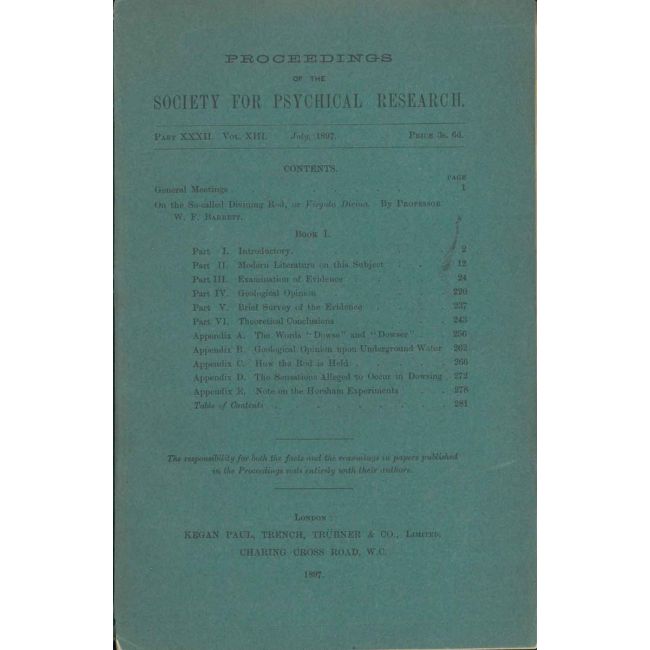 PROCEEDINGS
OF THE
SOCIETY FOR PSYCHICAL RESEARCH.
PART XXXII. VOL. XIII. July, 1897. PRICE 3s. 6d.
CONTENTS.
PAGE
General Meetings . . . . . . . . 1
On the So-called Divining Rod, or Virgula Divina. By PROFESSOR
W. F. BARRETT.
BOOK I.
Part I. Introductory. . . . 2
Part II. Modern Literature on this Subject . . . 12
Part III. Examination of Evidence . . . 24
Part IV. Geological Opinion . . . 220
Part V. Brief Survey of the Evidence . . . 237
Part VI. Theoretical Conclusions . . . 243
Appendix A. The Words "Dowse" and "Dowser" . . 256
Appendix B. Geological Opinion upon Underground Water 262
Appendix C. How the Rod is Held. . . . 266
Appendix D. The Sensations Alleged to Occur in Dowsing . 272
Appendix E. Note on the Horsham Experiments . . . 278
Table of Contents . . . . . . . 281
The responsibility for both the facts and the reasonings in papers published
in the Proceedings rests entirely with their authors.
LONDON:
KEGAN PAUL, TRENCH, TRÜBNER & CO., LIMITED,
CHARING CROSS ROAD, W.C.
1897.